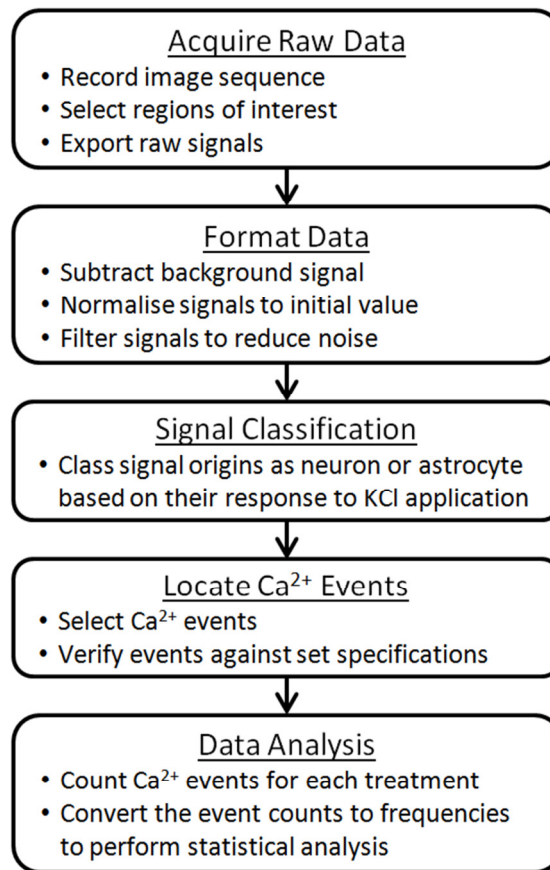 Acquire Raw Data
• Record image sequence
• Select regions of interest
• Export raw signals
Format Data
• Subtract background signal
• Normalise signals to initial value
• Filter signals to reduce noise
Signal Classification
• Class signal origins as neuron or astrocyte
based on their response to KCl application
Locate Ca²⁺ Events
• Select Ca²⁺ events
• Verify events against set specifications
Data Analysis
• Count Ca²⁺ events for each treatment
• Convert the event counts to frequencies
to perform statistical analysis